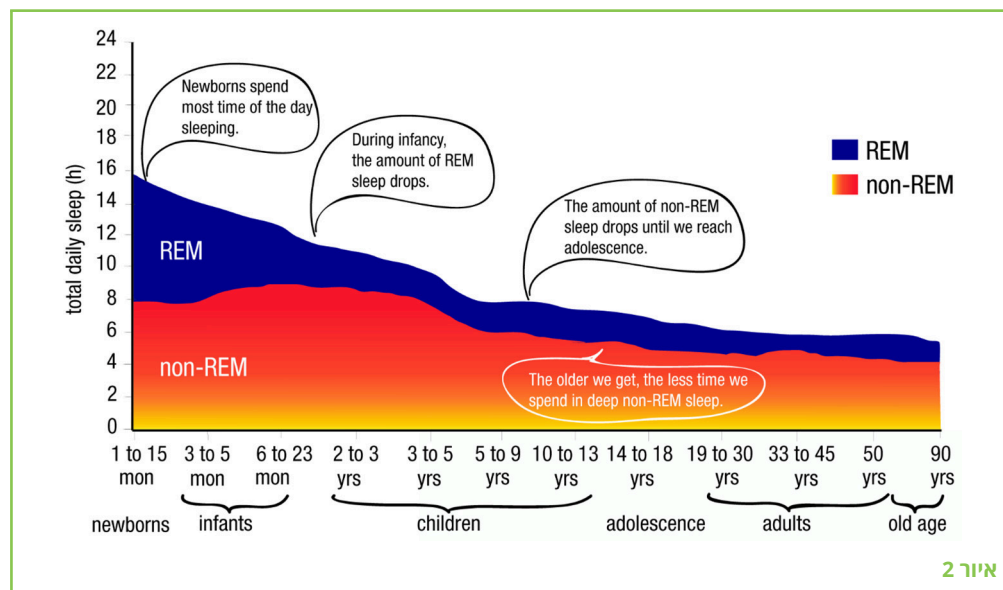 24
22
20
18
16
14
12
10
8
6
4
2
0
total daily sleep (h)
Newborns spend
most time of the day
sleeping.
During infancy,
the amount of REM
sleep drops.
The amount of non-REM
sleep drops until we reach
adolescence.
REM
non-REM
REM
non-REM
The older we get, the less time we
spend in deep non-REM sleep.
1 to 15
mon
3 to 5
mon
6 to 23
mon
2 to 3
yrs
3 to 5
yrs
5 to 9
yrs
10 to 13
yrs
14 to 18
yrs
19 to 30
yrs
33 to 45
yrs
50
yrs
90
yrs
newborns
infants
children
adolescence
adults
old age
איור 2